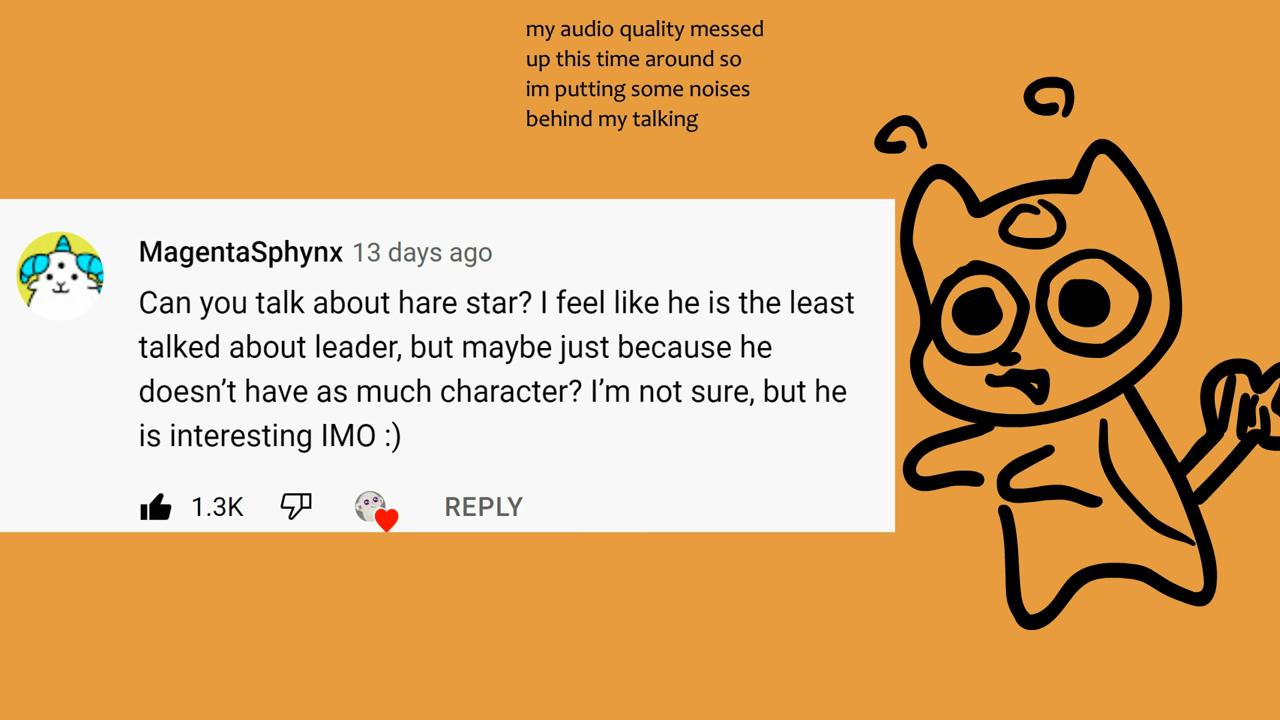 my audio quality messed
up this time around so
im putting some noises
behind my talking
MagentaSphynx 13 days ago
Can you talk about hare star? I feel like he is the least
talked about leader, but maybe just because he
doesn’t have as much character? I’m not sure, but he
is interesting IMO :)
1.3K REPLY